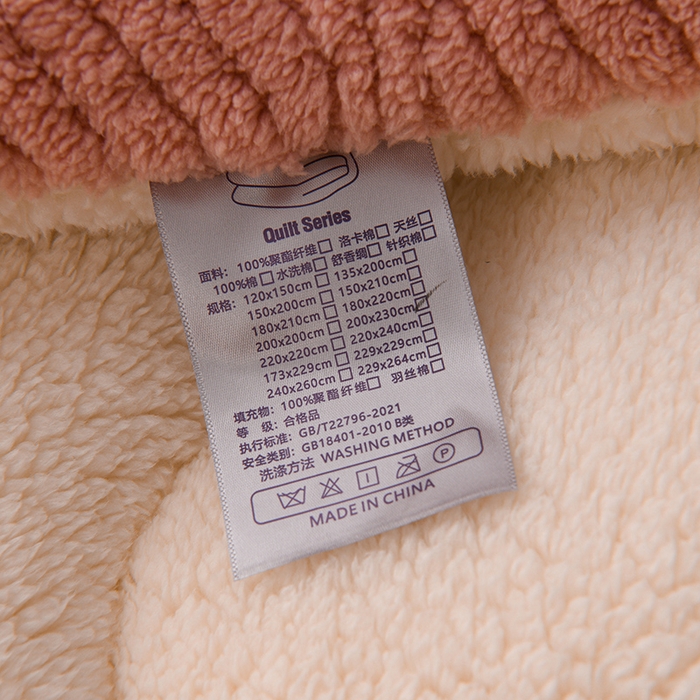 Quilt Series
面料: 100%聚酯纤维□ 洛卡棉□ 天丝□
100%棉□ 水洗棉□ 舒香绸□ 针织棉□
规格: 120x150cm□ 135x200cm□
150x200cm□ 150x210cm□
180x210cm□ 180x220cm□
200x200cm□ 200x230cm□
220x220cm□ 220x240cm□
173x229cm□ 229x229cm□
240x260cm□ 229x264cm□
填充物: 100%聚酯纤维□ 羽丝棉□
等 级: 合格品
执行标准: GB/T22796-2021
安全类别: GB18401-2010 B类
洗涤方法 WASHING METHOD
P
MADE IN CHINA